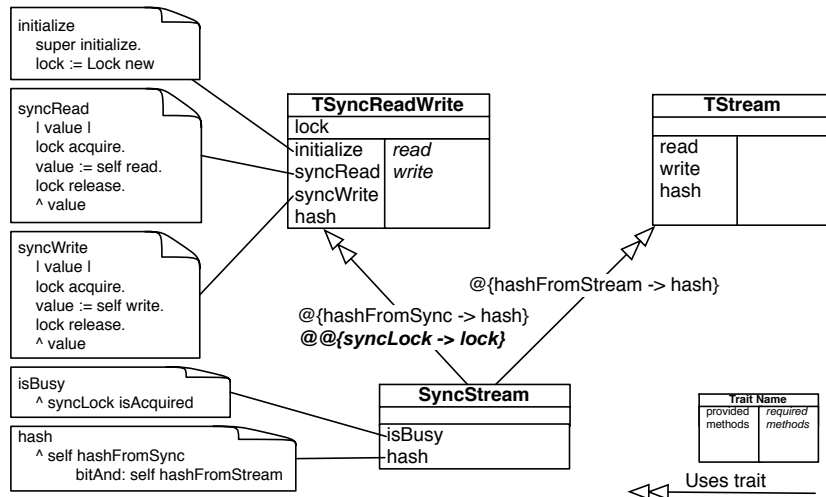 initialize
super initialize.
lock := Lock new
syncRead
| value |
lock acquire.
value := self read.
lock release.
^ value
syncWrite
| value |
lock acquire.
value := self write.
lock release.
^ value
isBusy
^ syncLock isAcquired
hash
^ self hashFromSync
bitAnd: self hashFromStream
TSyncReadWrite
lock
initialize
syncRead
syncWrite
hash
read
write
TStream
read
write
hash
@{hashFromSync -> hash}
@@{syncLock -> lock}
@{hashFromStream -> hash}
SyncStream
isBusy
hash
Trait Name
provided
methods
required
methods
Uses trait